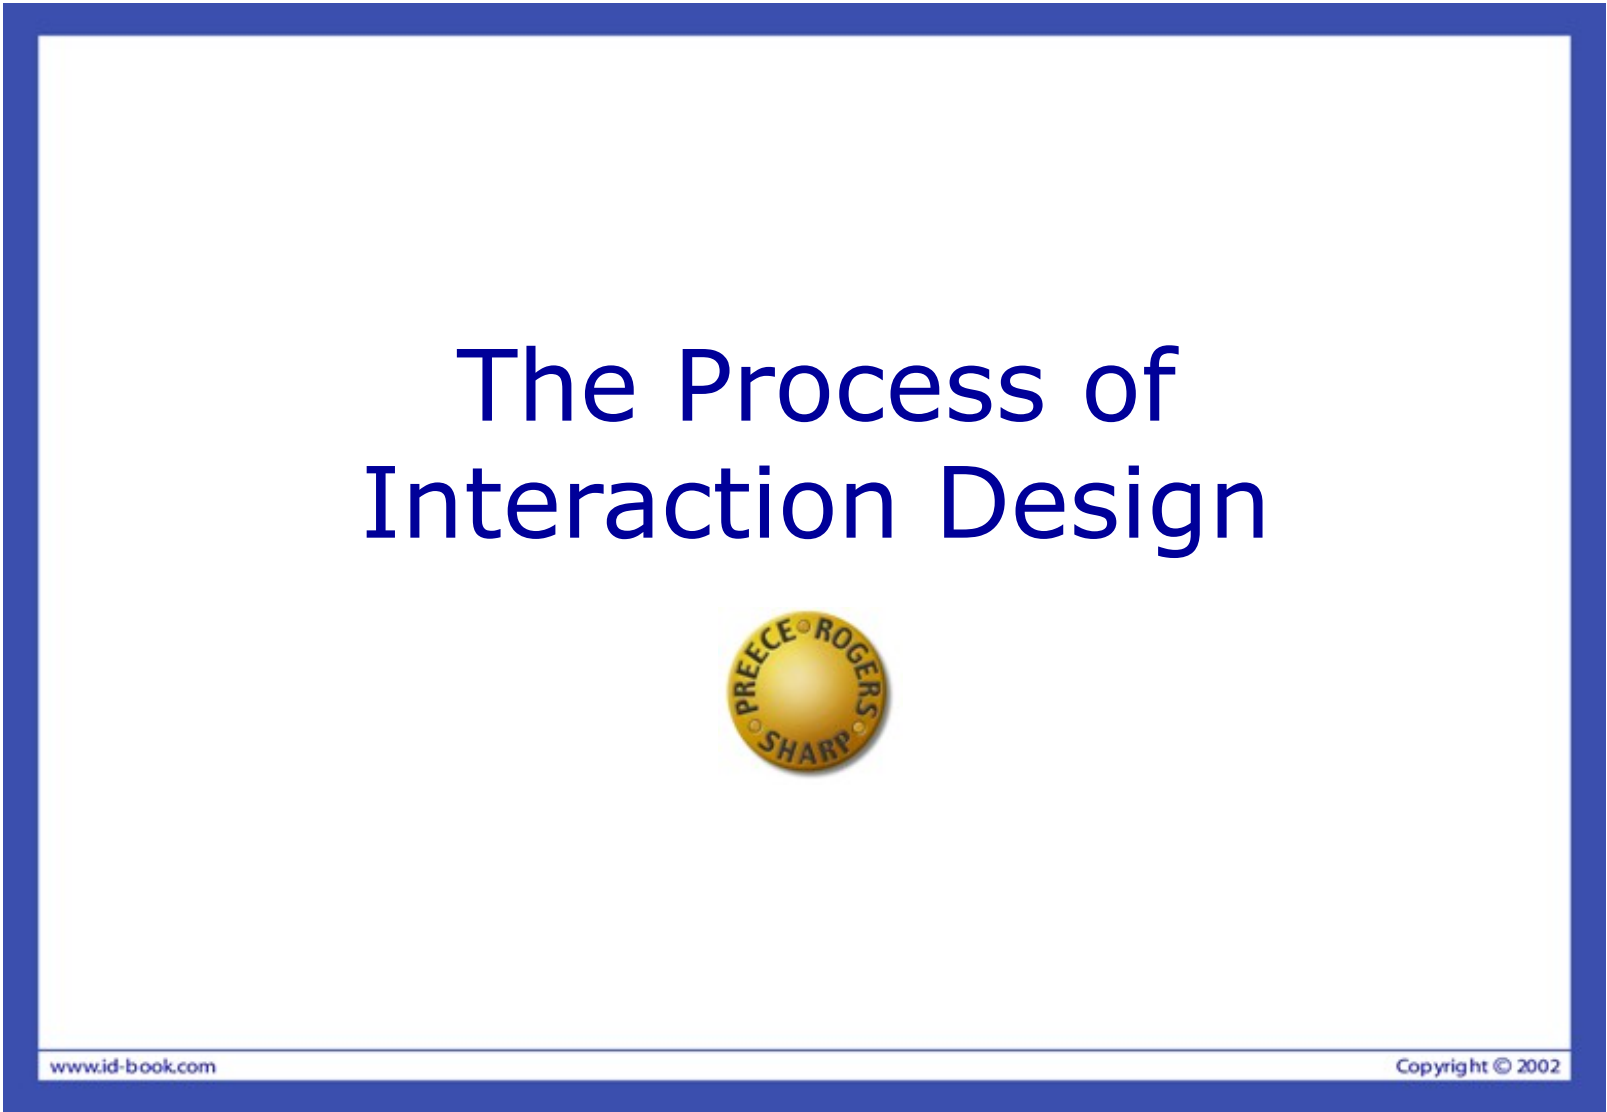 The Process of
Interaction Design
PREECE • ROGERS • SHARP •
www.id-book.com
Copyright © 2002